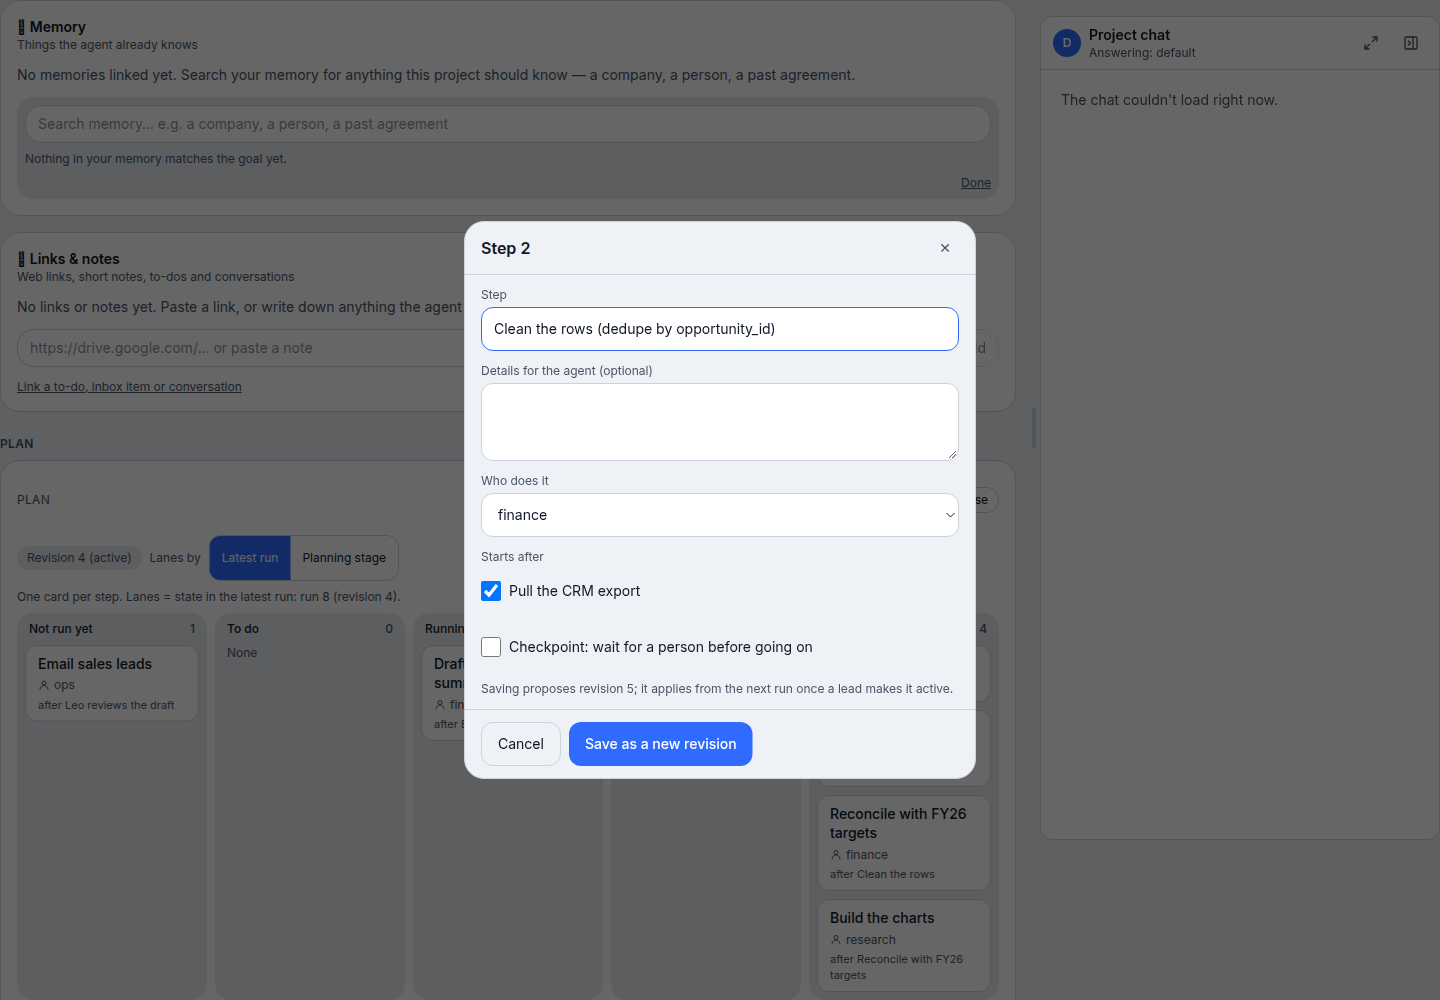 Memory
Things the agent already knows
No memories linked yet. Search your memory for anything this project should know — a company, a person, a past agreement.
Search memory... e.g. a company, a person, a past agreement
Nothing in your memory matches the goal yet.
Done
Links & notes
Web links, short notes, to-dos and conversations
No links or notes yet. Paste a link, or write down anything the agent
https://drive.google.com/... or paste a note
Link a to-do, inbox item or conversation
PLAN
PLAN
Revision 4 (active)
Lanes by
Latest run
Planning stage
One card per step. Lanes = state in the latest run: run 8 (revision 4).
Not run yet
1
Email sales leads
ops
after Leo reviews the draft
To do
0
None
4
Reconcile with FY26
targets
finance
after Clean the rows
Build the charts
research
after Reconcile with FY26
targets
Step 2
×
Step
Clean the rows (dedupe by opportunity_id)
Details for the agent (optional)
Who does it
finance
Starts after
Pull the CRM export
Checkpoint: wait for a person before going on
Saving proposes revision 5; it applies from the next run once a lead makes it active.
Cancel
Save as a new revision
D
Project chat
Answering: default
The chat couldn't load right now.